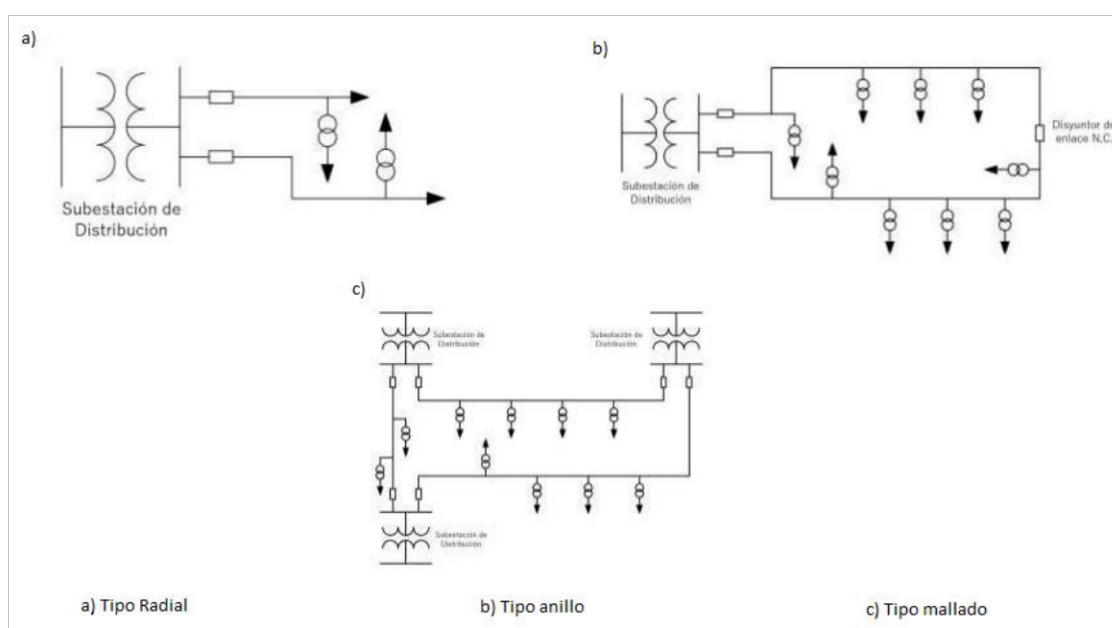 a)
Subestación de
Distribución
b)
Subestación de
Distribución
Disyuntor de
enlace N.C.
c)
Subestación de
Distribución
Subestación de
Distribución
Subestación de
Distribución
a) Tipo Radial
b) Tipo anillo
c) Tipo mallado